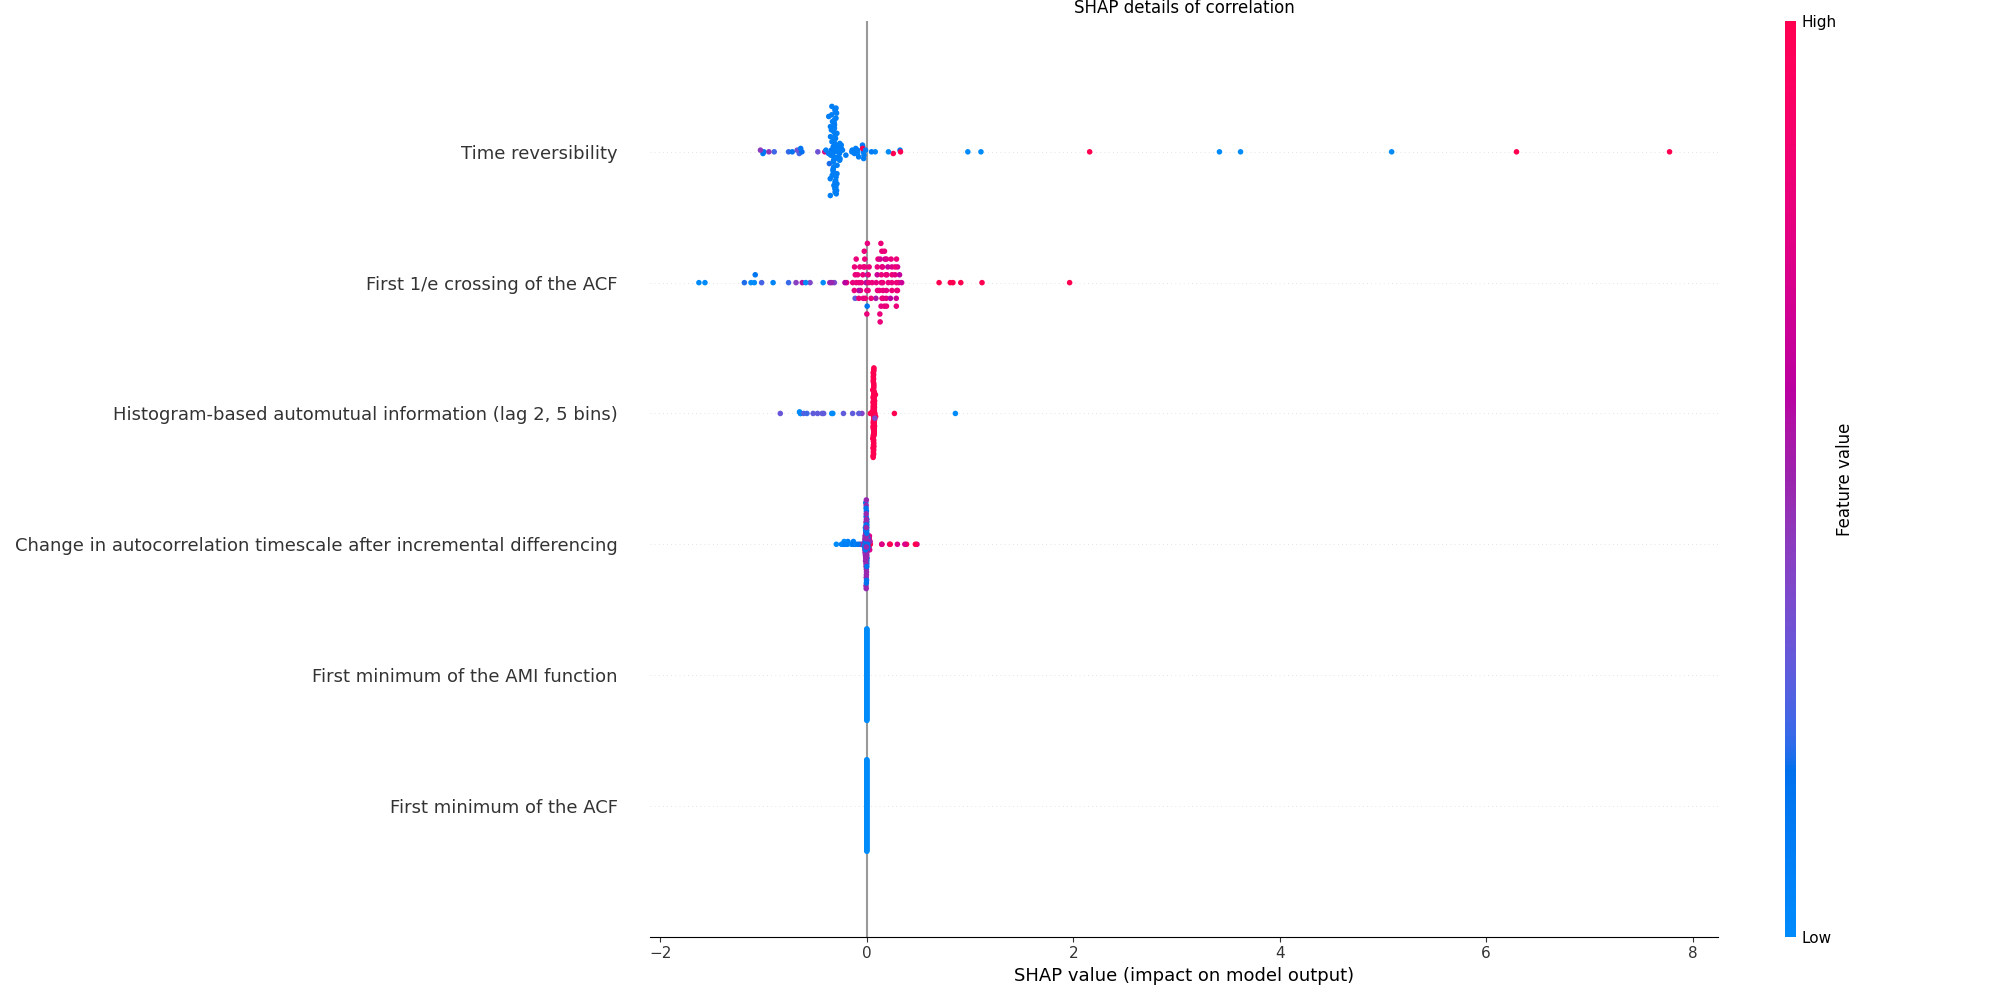 SHAP details of correlation
High
Time reversibility
First 1/e crossing of the ACF
Histogram-based automutual information (lag 2, 5 bins)
Change in autocorrelation timescale after incremental differencing
First minimum of the AMI function
First minimum of the ACF
Feature value
Low
−2 0 2 4 6 8
SHAP value (impact on model output)